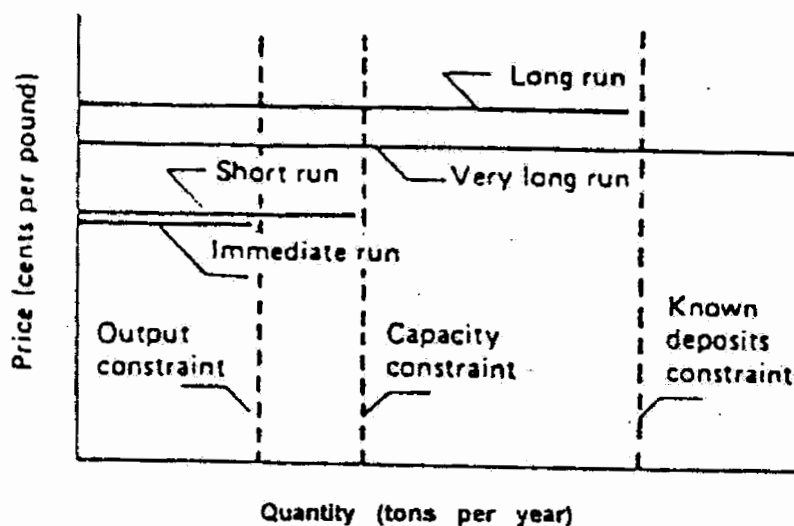 Price (cents per pound)
Long run
Short run
Very long run
Immediate run
Output
constraint
Capacity
constraint
Known
deposits
constraint
Quantity (tons per year)